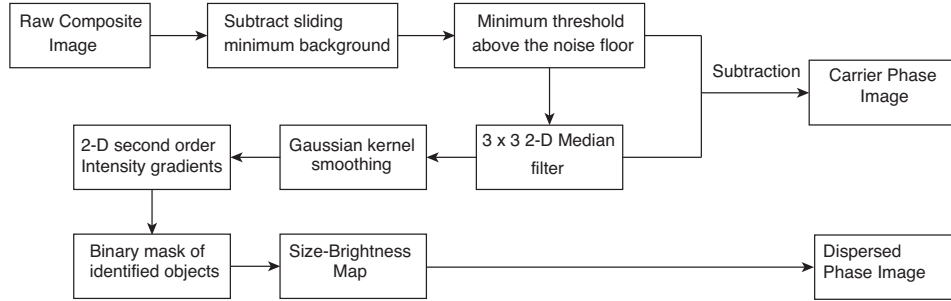 Raw Composite
Image
Subtract sliding
minimum background
Minimum threshold
above the noise floor
Subtraction
Carrier Phase
Image
2-D second order
Intensity gradients
Gaussian kernel
smoothing
3 x 3 2-D Median
filter
Binary mask of
identified objects
Size-Brightness
Map
Dispersed
Phase Image